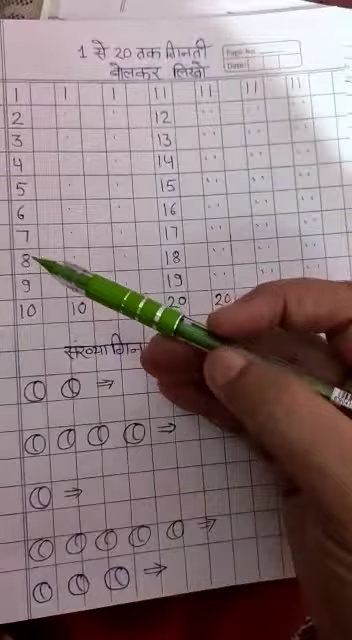 1 से 20 तक गिनती
बोलकर लिखो
Page No.
Date
1 1 1 11 11 11 11
2 12
3 13
4 14
5 15
6 16
7 17
8 18
9 19
10 10 20 20
संख्या